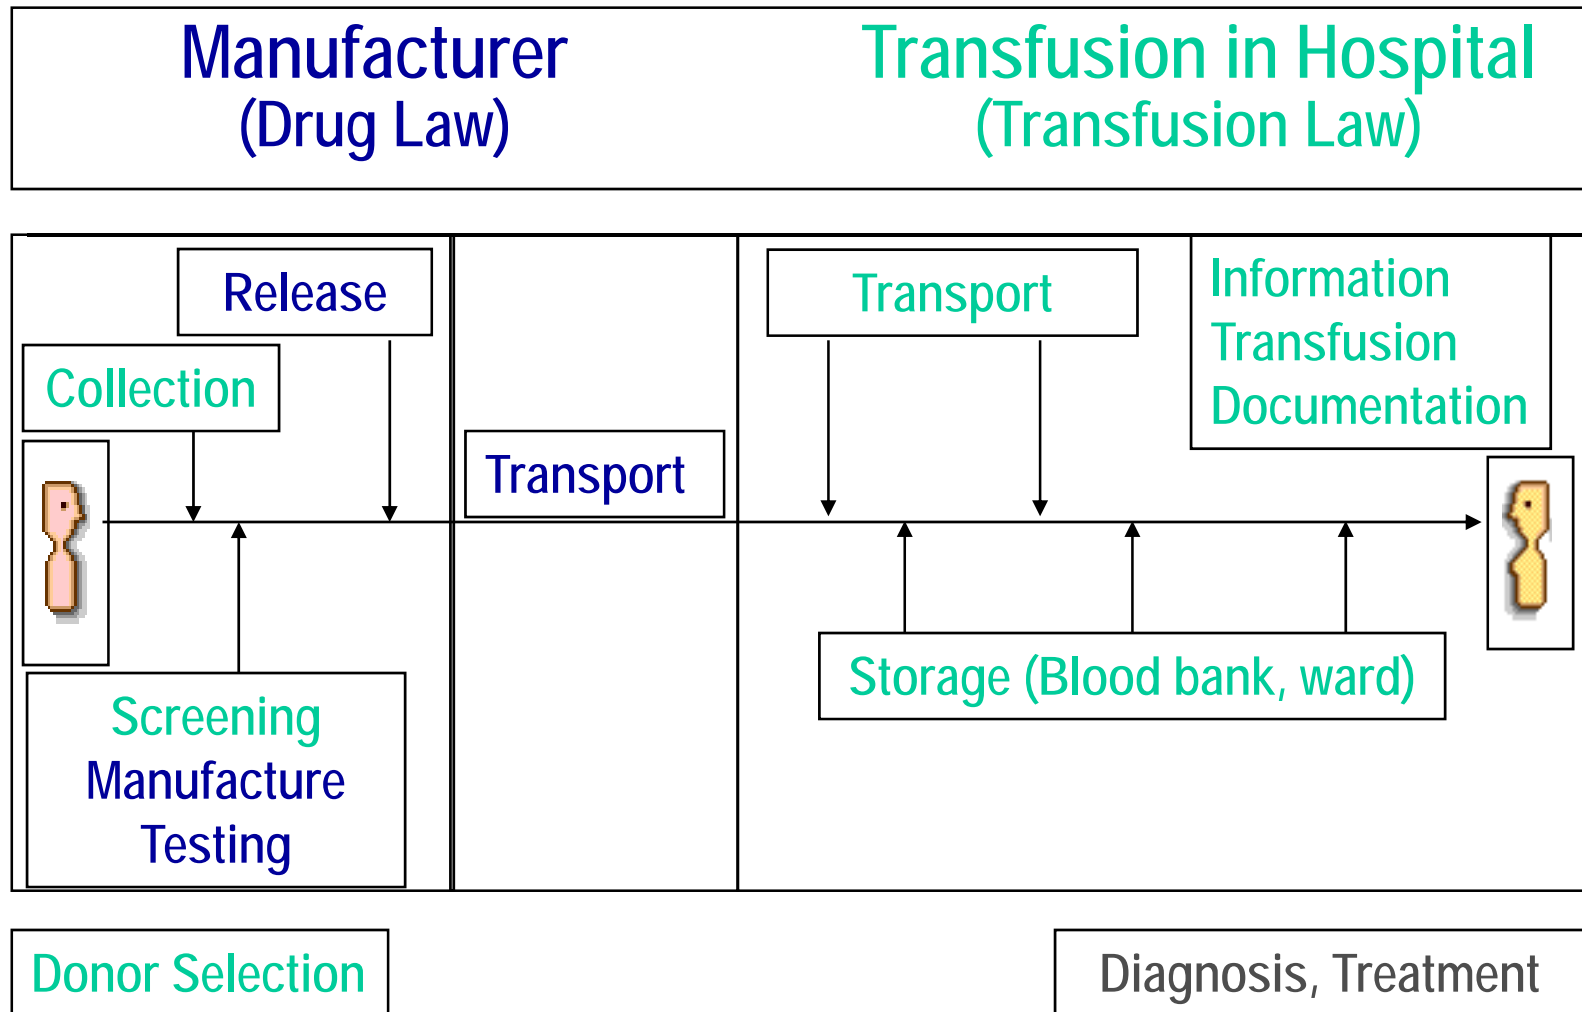 Manufacturer
(Drug Law)
Transfusion in Hospital
(Transfusion Law)
Release
Collection
Transport
Transport
Information
Transfusion
Documentation
Screening
Manufacture
Testing
Storage (Blood bank, ward)
Donor Selection
Diagnosis, Treatment